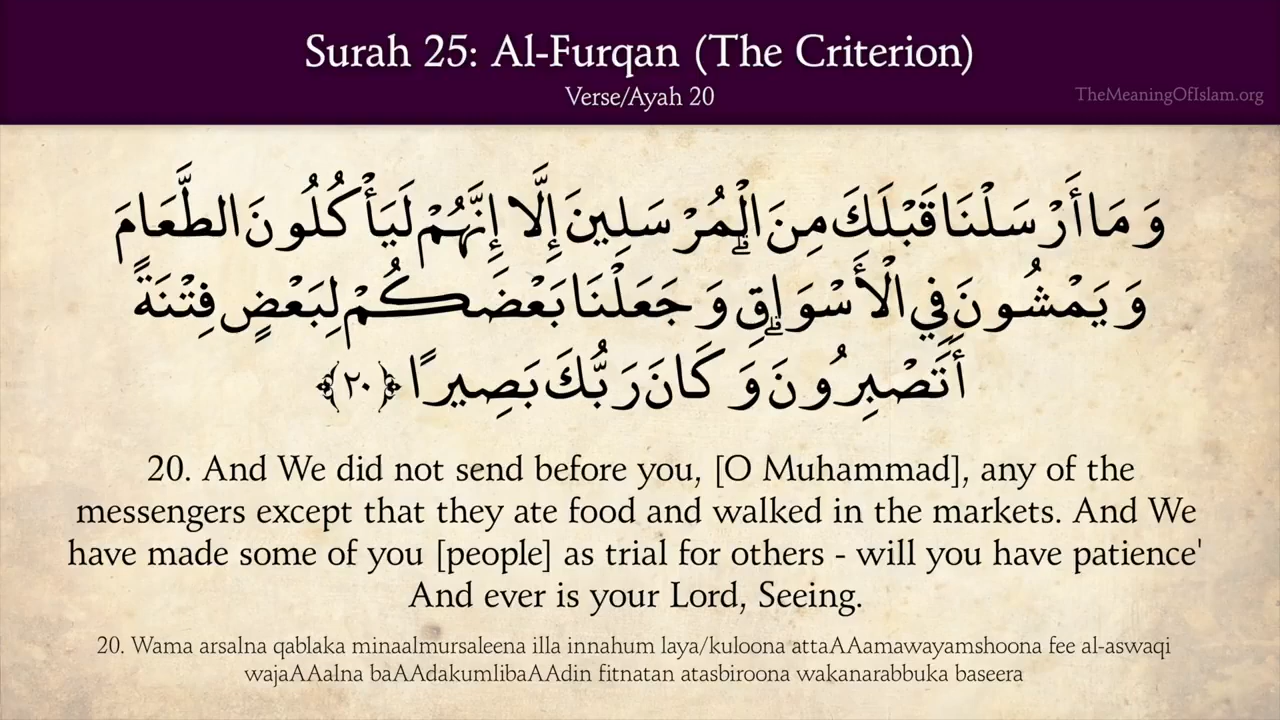 Surah 25: Al-Furqan (The Criterion)
Verse/Ayah 20
TheMeaningOfIslam.org
وَمَا أَرْسَلْنَا قَبْلَكَ مِنَ الْمُرْسَلِينَ إِلَّا إِنَّهُمْ لَيَأْكُلُونَ الطَّعَامَ
وَيَمْشُونَ فِي الْأَسْوَاقِ ۗ وَجَعَلْنَا بَعْضَكُمْ لِبَعْضٍ فِتْنَةً
أَتَصْبِرُونَ ۗ وَكَانَ رَبُّكَ بَصِيرًا ﴿٢٠﴾
20. And We did not send before you, [O Muhammad], any of the
messengers except that they ate food and walked in the markets. And We
have made some of you [people] as trial for others - will you have patience'
And ever is your Lord, Seeing.
20. Wama arsalna qablaka minaalmursaleena illa innahum laya/kuloona attaAAamawayamshoona fee al-aswaqi
wajaAAalna baAAdakumlibaAAdin fitnatan atasbiroona wakanarabbuka baseera